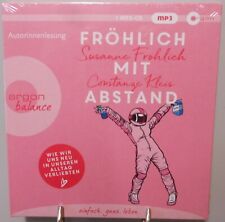 1 MP3-CD
MP3
Autorinnenlesung
FRÖHLICH
Susanne Fröhlich
MIT
Constanze Kleis
ABSTAND
argon
balance
WIE WIR
UNS NEU
IN UNSEREN
ALLTAG
VERLIEBTEN
einfach. ganz. leben.